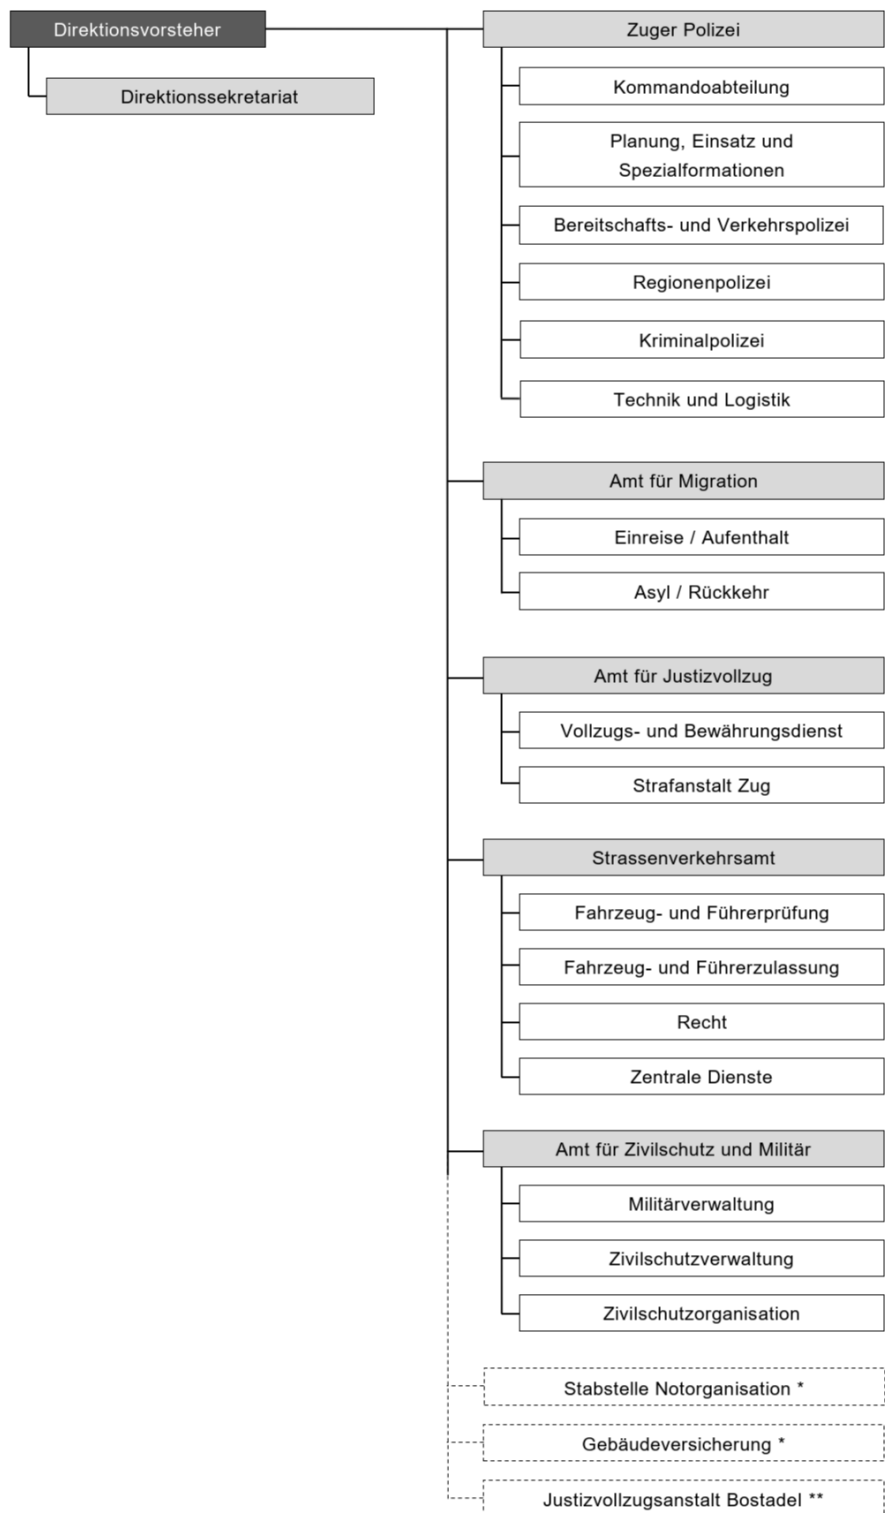 Direktionsvorsteher
Direktionssekretariat
Zuger Polizei
Kommandoabteilung
Planung, Einsatz und
Spezialformationen
Bereitschafts- und Verkehrspolizei
Regionenpolizei
Kriminalpolizei
Technik und Logistik
Amt für Migration
Einreise / Aufenthalt
Asyl / Rückkehr
Amt für Justizvollzug
Vollzugs- und Bewährungsdienst
Strafanstalt Zug
Strassenverkehrsamt
Fahrzeug- und Führerprüfung
Fahrzeug- und Führerzulassung
Recht
Zentrale Dienste
Amt für Zivilschutz und Militär
Militärverwaltung
Zivilschutzverwaltung
Zivilschutzorganisation
Stabstelle Notorganisation *
Gebäudeversicherung *
Justizvollzugsanstalt Bostadel **